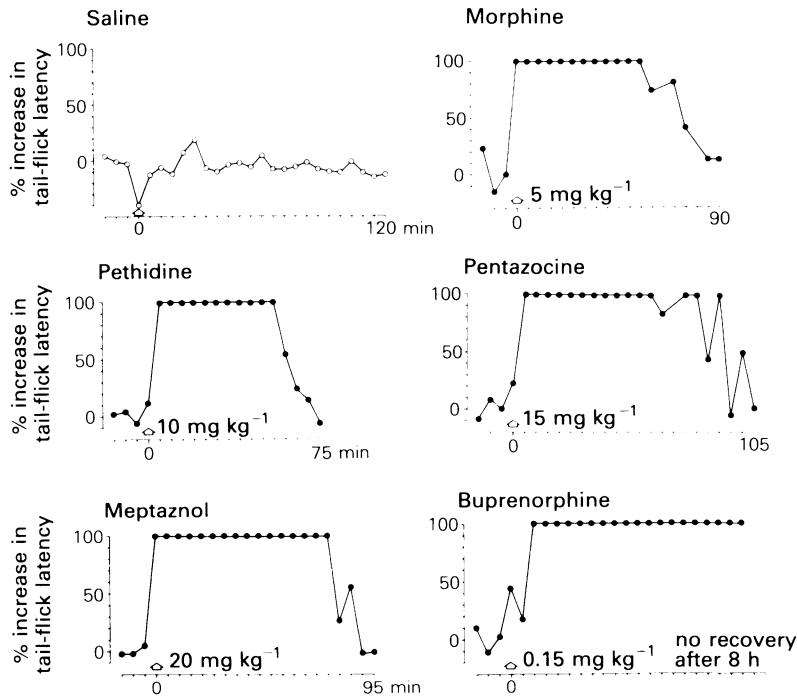 Saline
% increase in
tail-flick latency
100
50
0
0
120 min
Morphine
100
50
0
5 mg kg⁻¹
0
90
Pethidine
% increase in
tail-flick latency
100
50
0
10 mg kg⁻¹
0
75 min
Pentazocine
100
50
0
15 mg kg⁻¹
0
105
Meptaznol
% increase in
tail-flick latency
100
50
0
20 mg kg⁻¹
0
95 min
Buprenorphine
100
50
0
0.15 mg kg⁻¹
0
no recovery
after 8 h